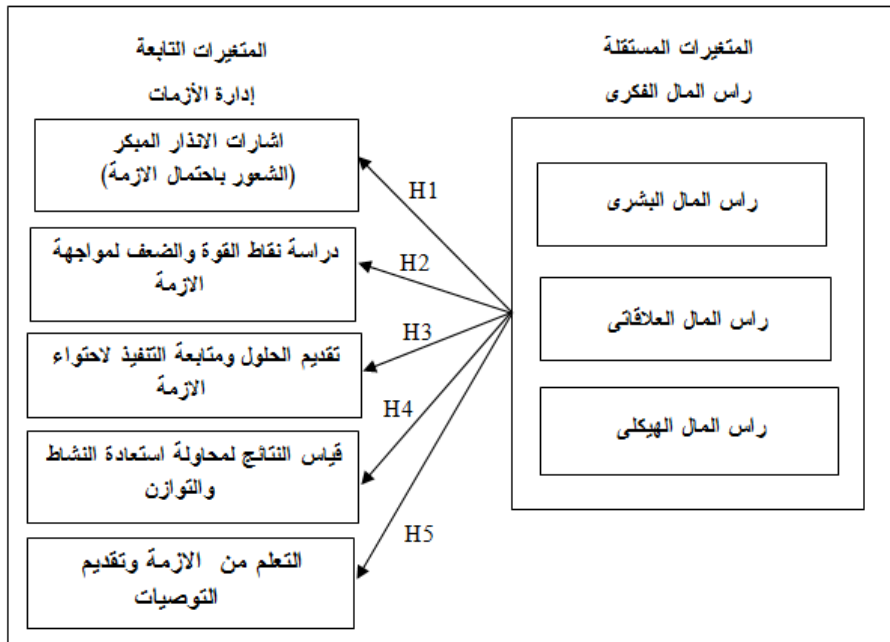 المتغيرات المستقلة
راس المال الفكرى
راس المال البشرى
راس المال العلاقاتى
راس المال الهيكلى
المتغيرات التابعة
إدارة الأزمات
اشارات الانذار المبكر
(الشعور باحتمال الازمة)
دراسة نقاط القوة والضعف لمواجهة
الازمة
تقديم الحلول ومتابعة التنفيذ لاحتواء
الازمة
قياس النتائج لمحاولة استعادة النشاط
والتوازن
التعلم من الازمة وتقديم
التوصيات
H1
H2
H3
H4
H5